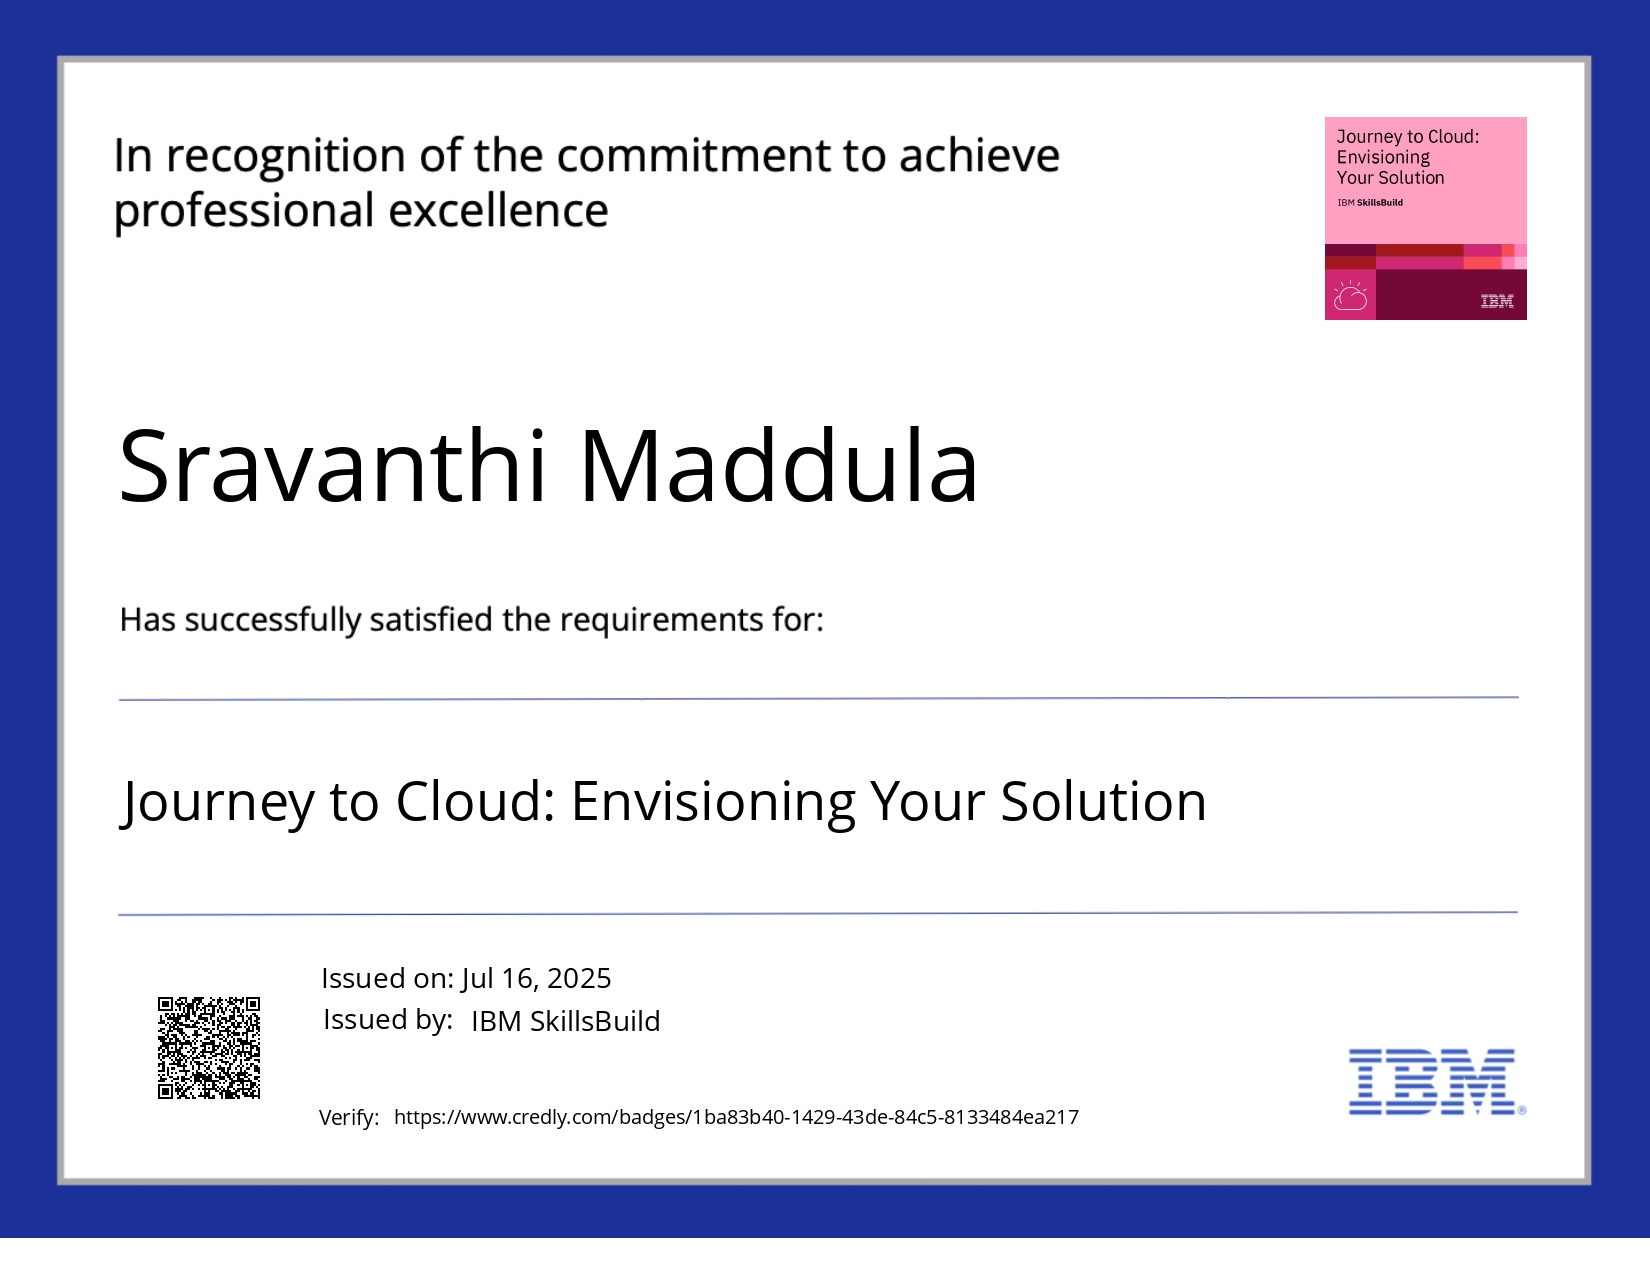 In recognition of the commitment to achieve
professional excellence
Journey to Cloud:
Envisioning
Your Solution
IBM SkillsBuild
IBM
Sravanthi Maddula
Has successfully satisfied the requirements for:
Journey to Cloud: Envisioning Your Solution
Issued on: Jul 16, 2025
Issued by: IBM SkillsBuild
Verify: https://www.credly.com/badges/1ba83b40-1429-43de-84c5-8133484ea217
IBM®